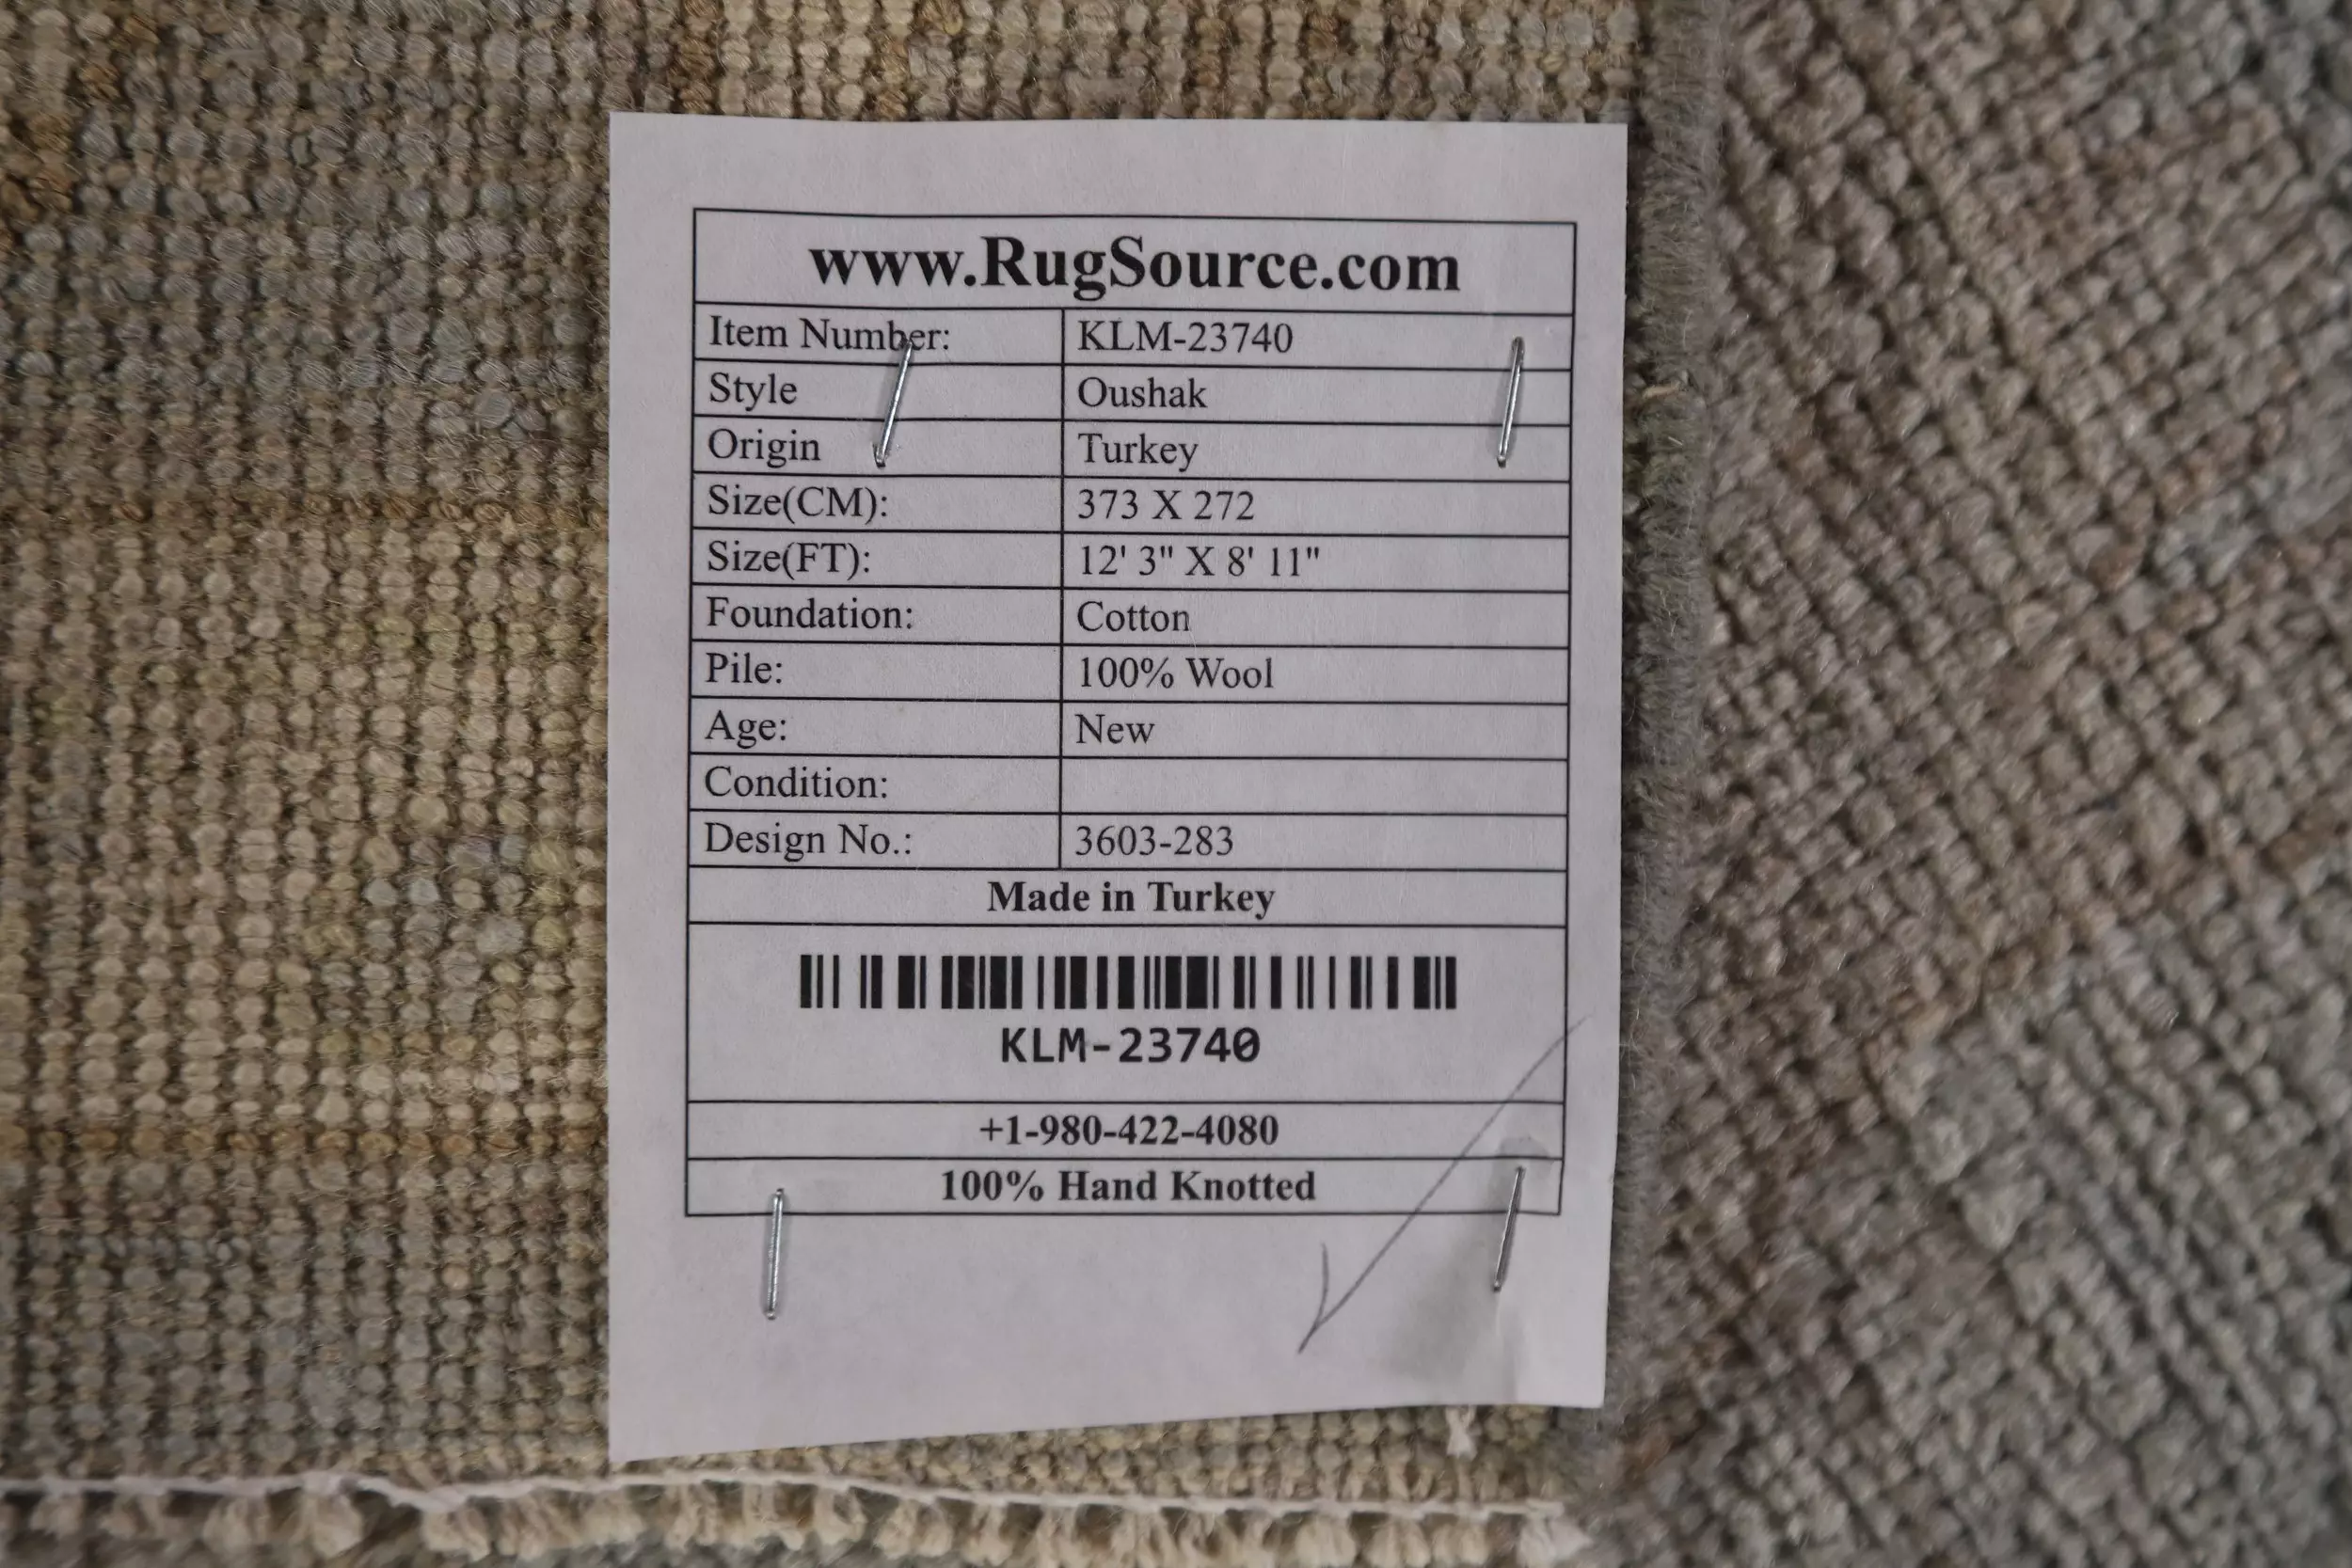 www.RugSource.com
Item Number: KLM-23740
Style Oushak
Origin Turkey
Size(CM): 373 X 272
Size(FT): 12' 3" X 8' 11"
Foundation: Cotton
Pile: 100% Wool
Age: New
Condition:
Design No.: 3603-283
Made in Turkey
KLM-23740
+1-980-422-4080
100% Hand Knotted